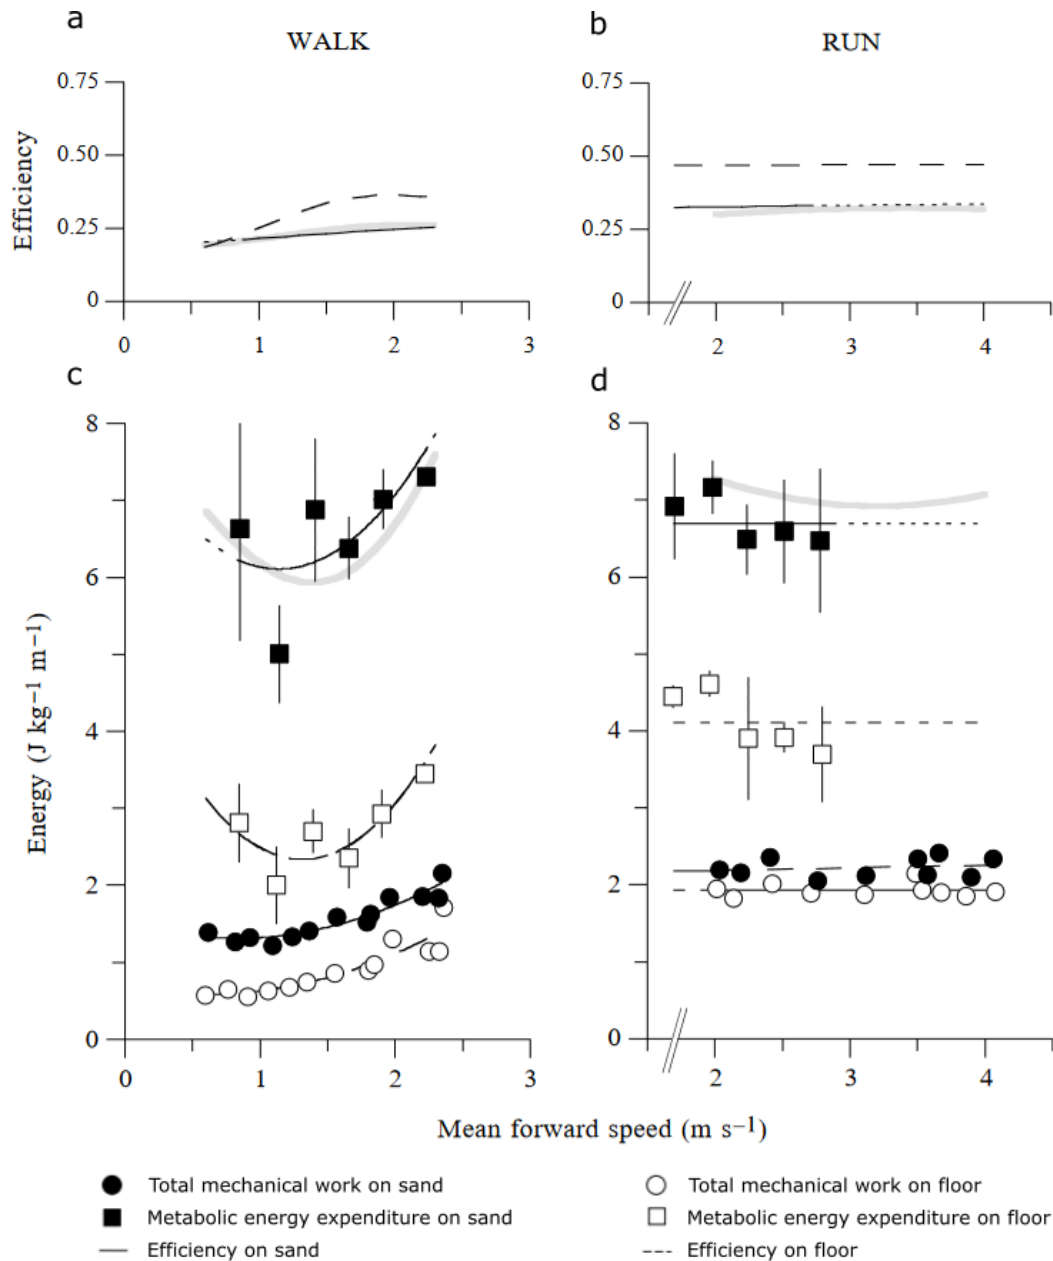 a
WALK
b
RUN
Efficiency
0.75
0.50
0.25
0
0 1 2 3
0.75
0.50
0.25
0
2 3 4
c
d
Energy (J kg⁻¹ m⁻¹)
8
6
4
2
0
0 1 2 3
8
6
4
2
0
2 3 4
Mean forward speed (m s⁻¹)
Total mechanical work on sand
Total mechanical work on floor
Metabolic energy expenditure on sand
Metabolic energy expenditure on floor
Efficiency on sand
Efficiency on floor